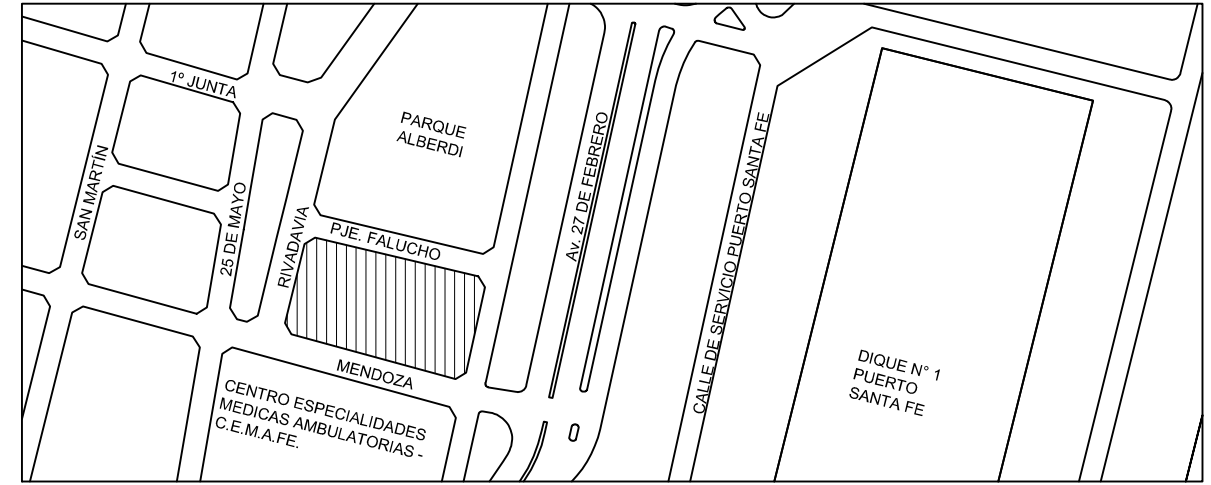 1º JUNTA
PARQUE
ALBERDI
SAN MARTÍN
25 DE MAYO
RIVADAVIA
PJE. FALUCHO
Av. 27 DE FEBRERO
CALLE DE SERVICIO PUERTO SANTA FE
MENDOZA
CENTRO ESPECIALIDADES
MEDICAS AMBULATORIAS -
C.E.M.A.FE.
DIQUE N° 1
PUERTO
SANTA FE